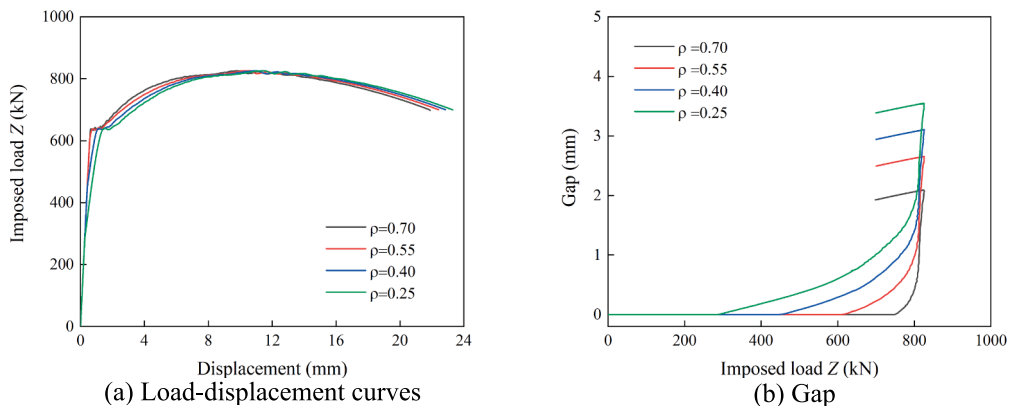 1000
800
600
400
200
0
Imposed load Z (kN)
ρ=0.70
ρ=0.55
ρ=0.40
ρ=0.25
0 4 8 12 16 20 24
Displacement (mm)
(a) Load-displacement curves
5
4
3
2
1
0
Gap (mm)
ρ =0.70
ρ =0.55
ρ =0.40
ρ =0.25
0 200 400 600 800 1000
Imposed load Z (kN)
(b) Gap